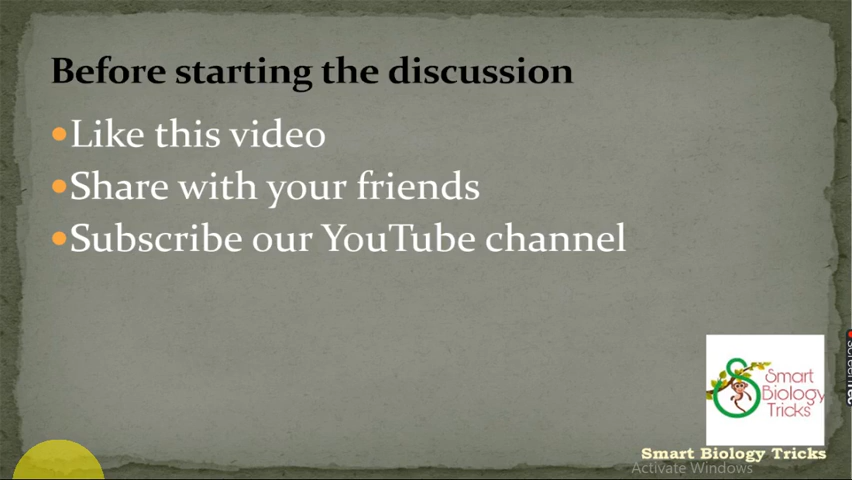 Before starting the discussion
•Like this video
•Share with your friends
•Subscribe our YouTube channel
Smart
Biology
Tricks
Smart Biology Tricks
Activate Windows